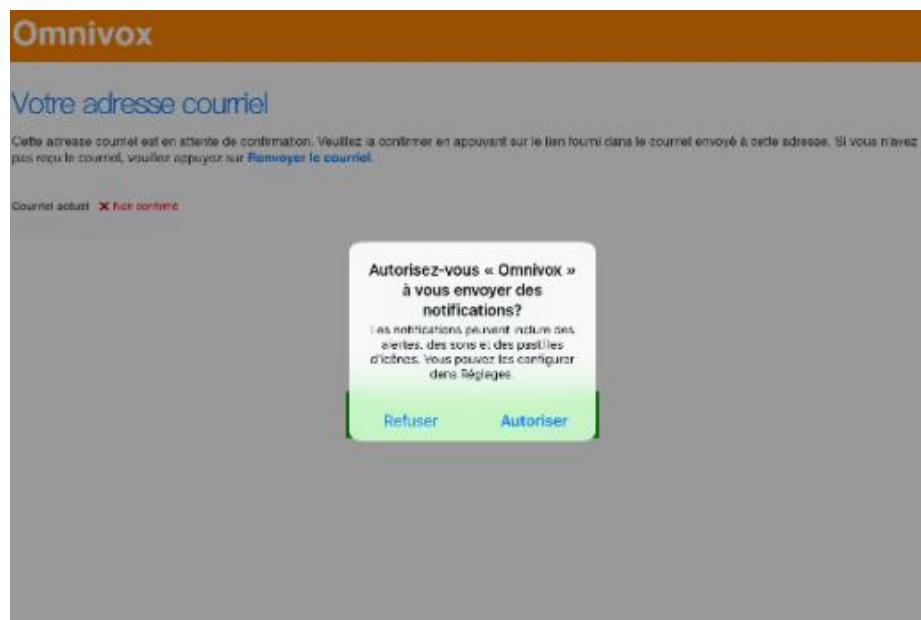 Omnivox
Votre adresse courriel
Cette adresse courriel est en attente de confirmation. Veuillez la confirmer en appuyant sur le lien fourni dans le courriel envoyé à cette adresse. Si vous n'avez
pas reçu le courriel, veuillez appuyez sur Renvoyer le courriel.
Courriel actuel ✕ Non confirmé
Autorisez-vous « Omnivox »
à vous envoyer des
notifications?
Les notifications peuvent inclure des
alertes, des sons et des pastilles
d'icônes. Vous pouvez les configurer
dans Réglages.
Refuser Autoriser